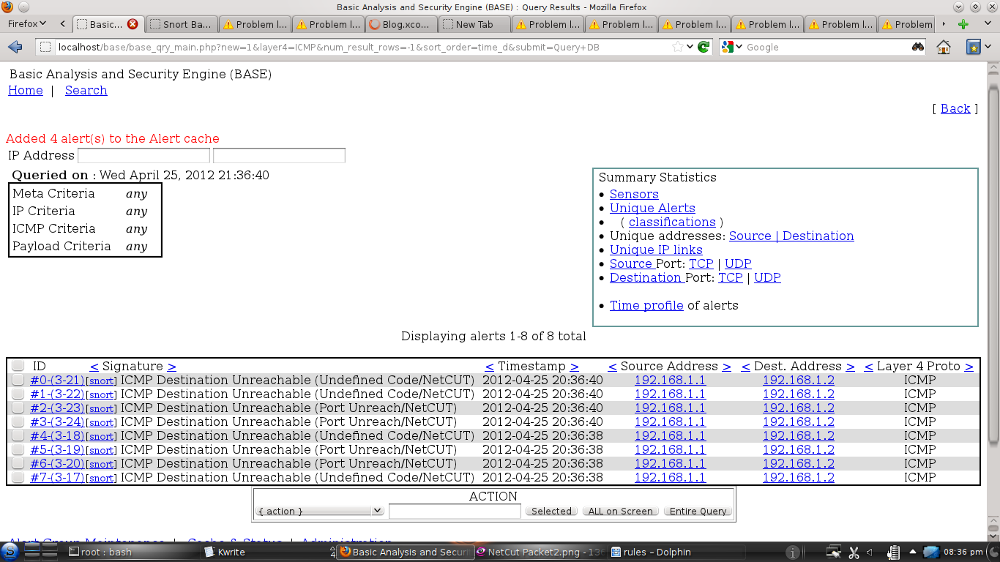 Basic Analysis and Security Engine (BASE) : Query Results - Mozilla Firefox
Firefox Basic... Snort Ba... Problem l... Problem l... Blog.xco... New Tab Problem l... Problem l... Problem l... Problem l... Problem l... Problem
localhost/base/base_qry_main.php?new=1&layer4=ICMP&num_result_rows=-1&sort_order=time_d&submit=Query+DB Google
Basic Analysis and Security Engine (BASE)
Home | Search
[ Back ]
Added 4 alert(s) to the Alert cache
IP Address
Queried on : Wed April 25, 2012 21:36:40
Meta Criteria any
IP Criteria any
ICMP Criteria any
Payload Criteria any
Summary Statistics
• Sensors
• Unique Alerts
• ( classifications )
• Unique addresses: Source | Destination
• Unique IP links
• Source Port: TCP | UDP
• Destination Port: TCP | UDP
• Time profile of alerts
Displaying alerts 1-8 of 8 total
ID < Signature > < Timestamp > < Source Address > < Dest. Address > < Layer 4 Proto >
#0-(3-21) [snort] ICMP Destination Unreachable (Undefined Code/NetCUT) 2012-04-25 20:36:40 192.168.1.1 192.168.1.2 ICMP
#1-(3-22) [snort] ICMP Destination Unreachable (Undefined Code/NetCUT) 2012-04-25 20:36:40 192.168.1.1 192.168.1.2 ICMP
#2-(3-23) [snort] ICMP Destination Unreachable (Port Unreach/NetCUT) 2012-04-25 20:36:40 192.168.1.1 192.168.1.2 ICMP
#3-(3-24) [snort] ICMP Destination Unreachable (Port Unreach/NetCUT) 2012-04-25 20:36:40 192.168.1.1 192.168.1.2 ICMP
#4-(3-18) [snort] ICMP Destination Unreachable (Undefined Code/NetCUT) 2012-04-25 20:36:38 192.168.1.1 192.168.1.2 ICMP
#5-(3-19) [snort] ICMP Destination Unreachable (Port Unreach/NetCUT) 2012-04-25 20:36:38 192.168.1.1 192.168.1.2 ICMP
#6-(3-20) [snort] ICMP Destination Unreachable (Port Unreach/NetCUT) 2012-04-25 20:36:38 192.168.1.1 192.168.1.2 ICMP
#7-(3-17) [snort] ICMP Destination Unreachable (Undefined Code/NetCUT) 2012-04-25 20:36:38 192.168.1.1 192.168.1.2 ICMP
ACTION
{ action } Selected ALL on Screen Entire Query
Alert Group Maintenance | Cache & Status | Administration
root : bash Kwrite 4 Basic Analysis and Secur NetCut Packet2.png - 136 rules – Dolphin 08:36 pm